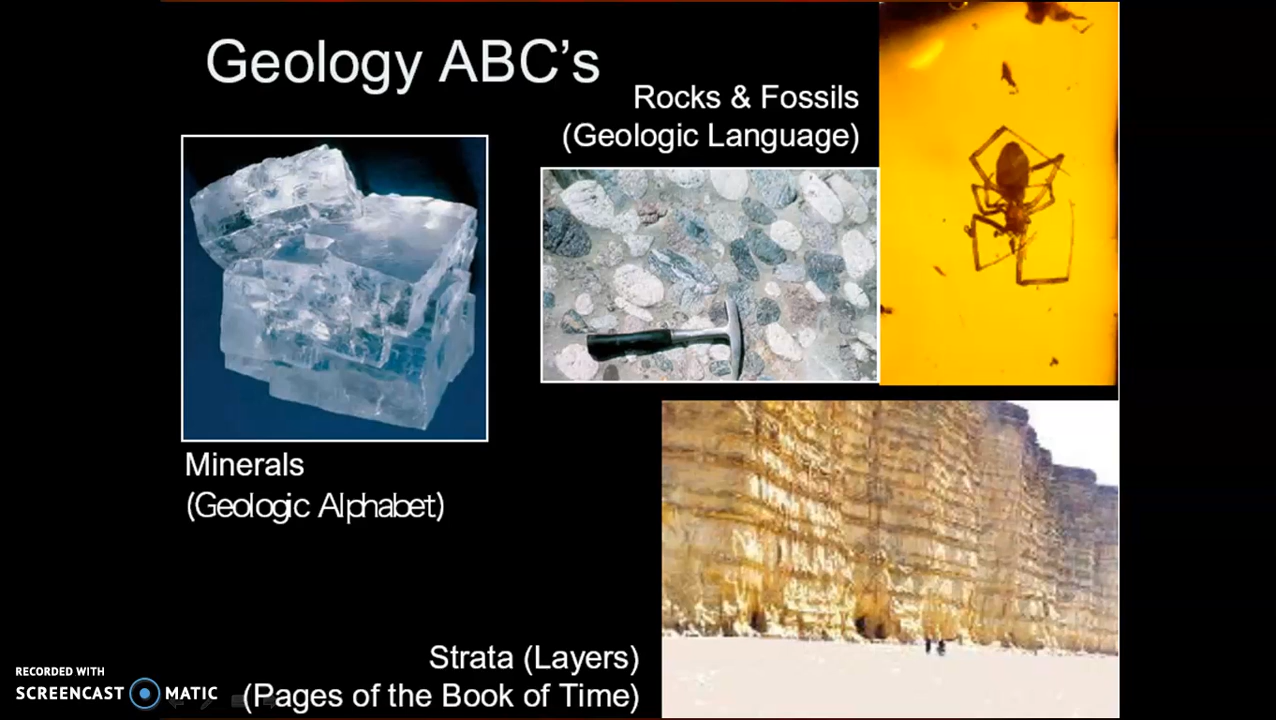 Geology ABC's
Rocks & Fossils
(Geologic Language)
Minerals
(Geologic Alphabet)
Strata (Layers)
(Pages of the Book of Time)
RECORDED WITH
SCREENCAST MATIC